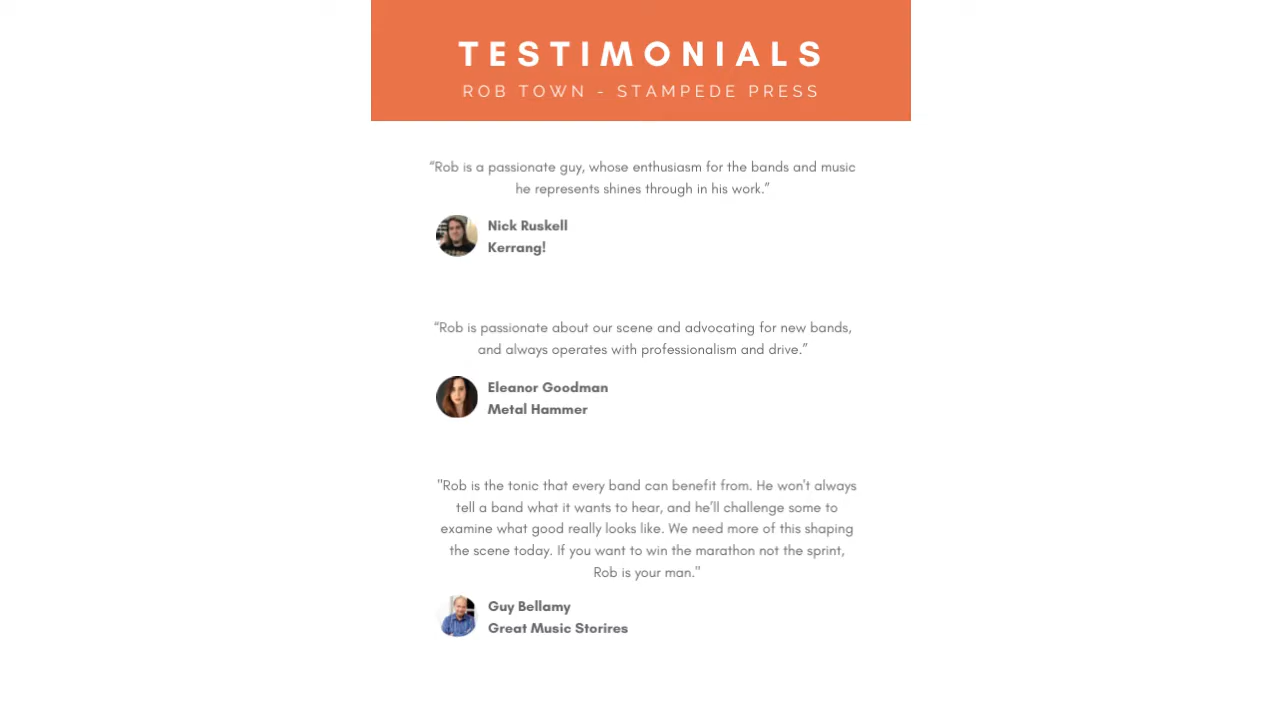 TESTIMONIALS
ROB TOWN - STAMPEDE PRESS
“Rob is a passionate guy, whose enthusiasm for the bands and music
he represents shines through in his work.”
Nick Ruskell
Kerrang!
“Rob is passionate about our scene and advocating for new bands,
and always operates with professionalism and drive.”
Eleanor Goodman
Metal Hammer
"Rob is the tonic that every band can benefit from. He won't always
tell a band what it wants to hear, and he’ll challenge some to
examine what good really looks like. We need more of this shaping
the scene today. If you want to win the marathon not the sprint,
Rob is your man."
Guy Bellamy
Great Music Storires